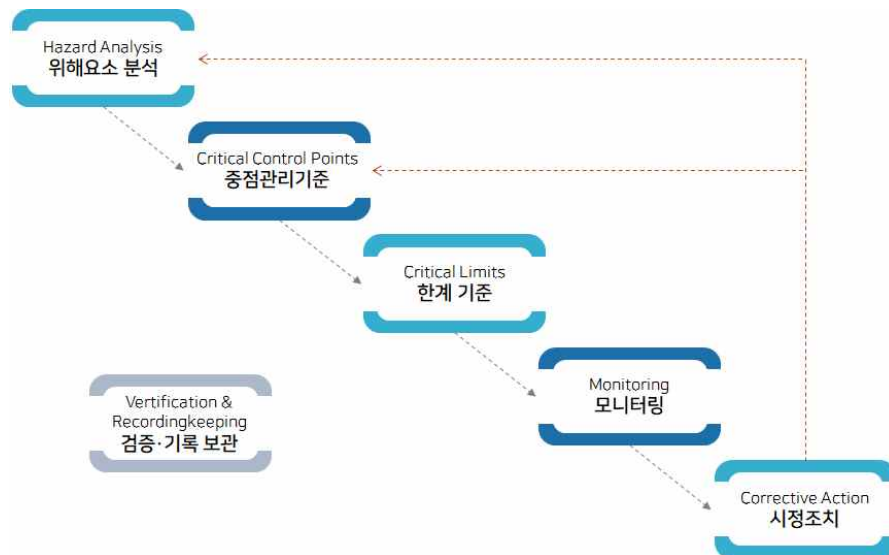 Hazard Analysis
위해요소 분석
Critical Control Points
중점관리기준
Critical Limits
한계 기준
Monitoring
모니터링
Vertification &
Recordingkeeping
검증·기록 보관
Corrective Action
시정조치